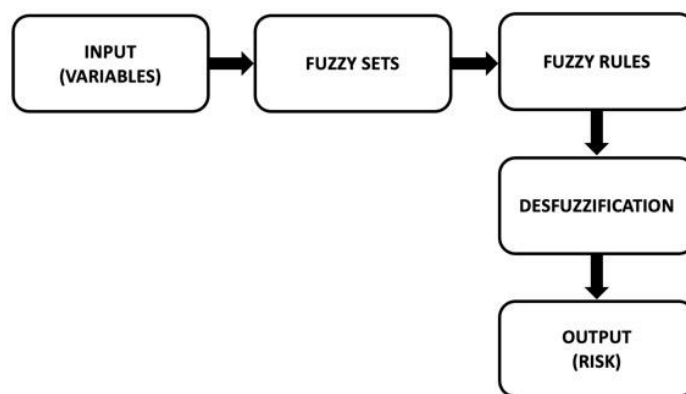 INPUT
(VARIABLES)
FUZZY SETS
FUZZY RULES
DESFUZZIFICATION
OUTPUT
(RISK)